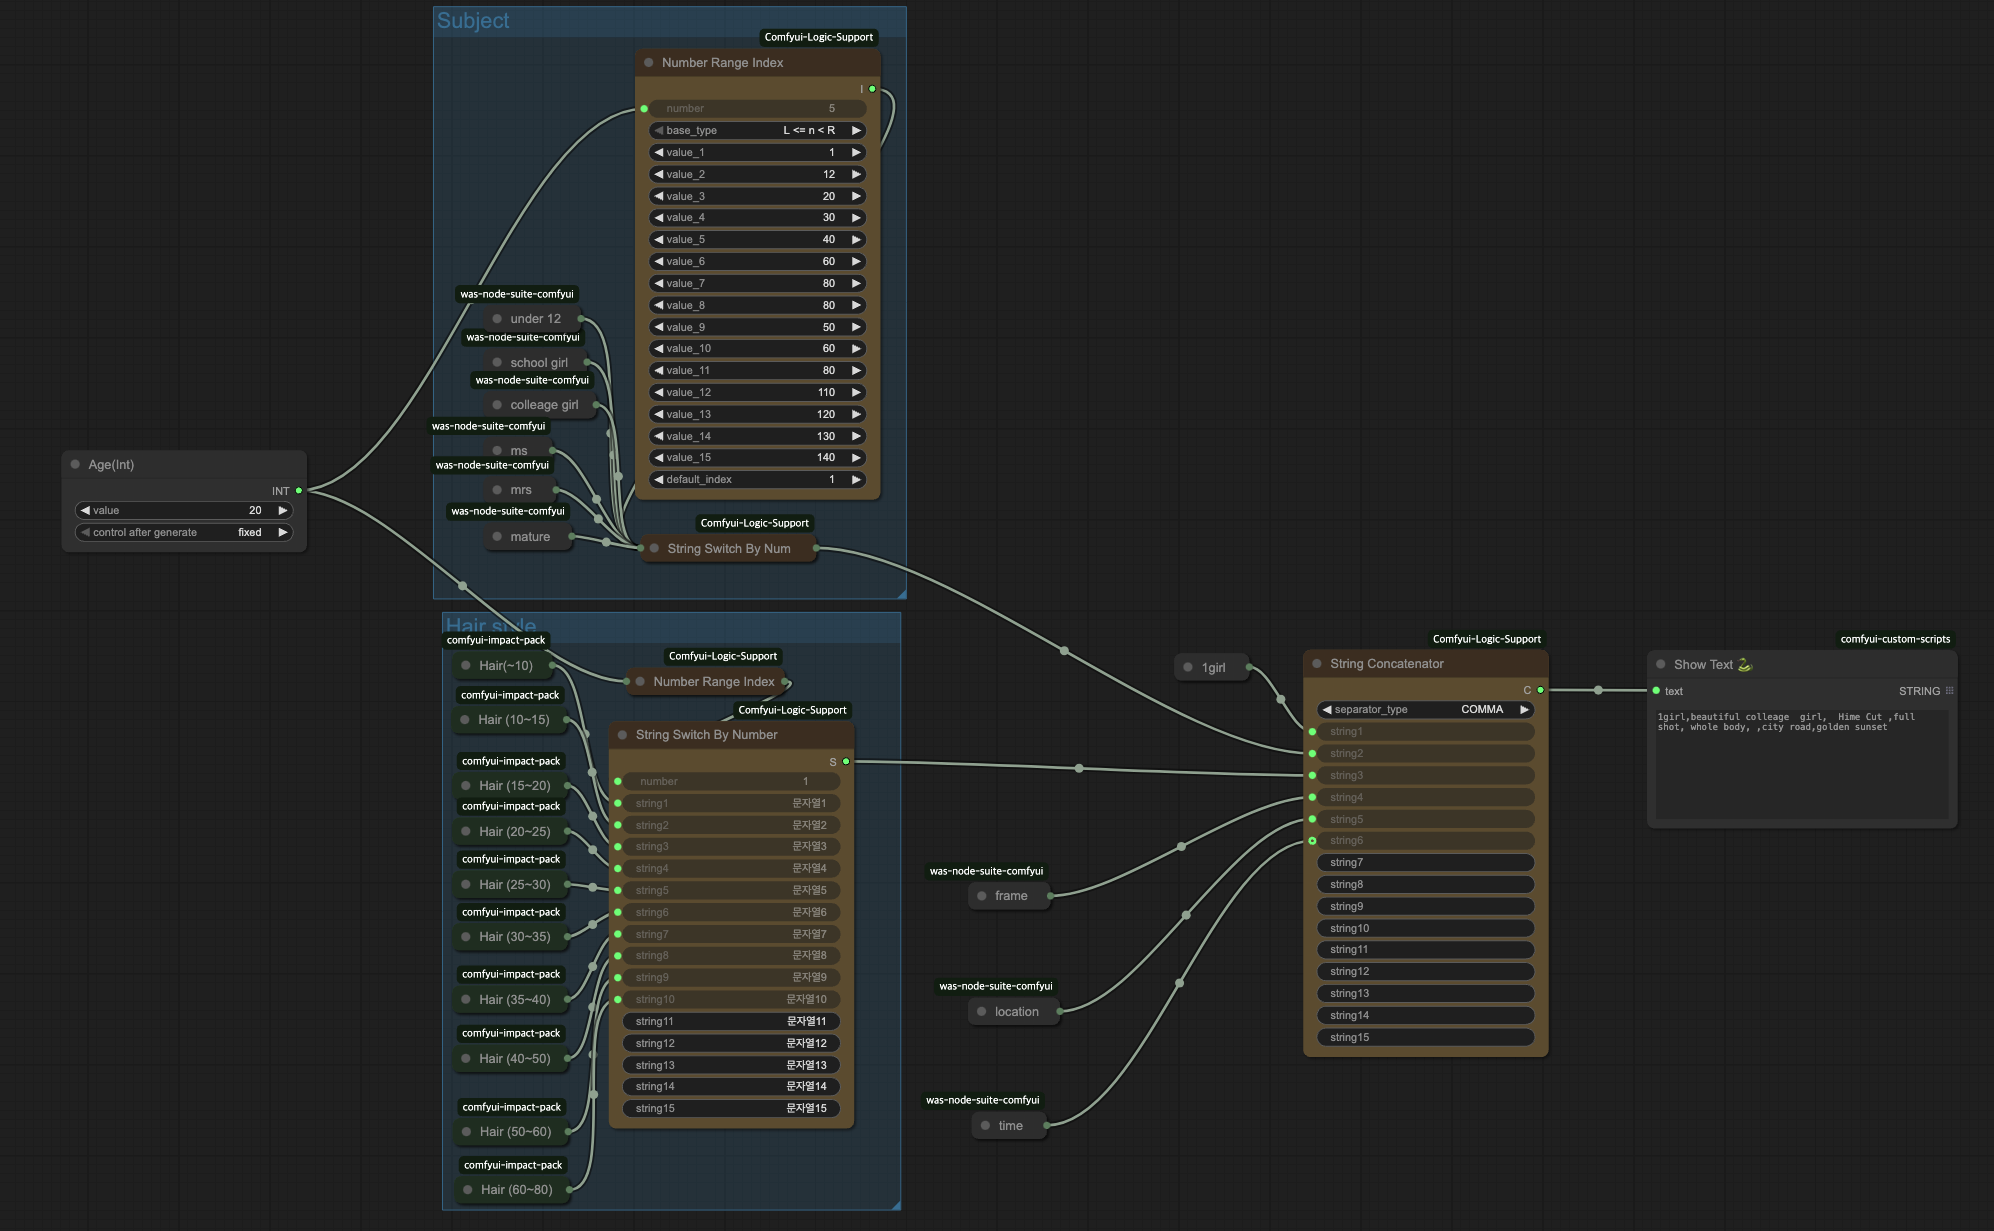 Subject
Comfyui-Logic-Support
Number Range Index
I
number 5
base_type L <= n < R
value_1 1
value_2 12
value_3 20
value_4 30
value_5 40
value_6 60
value_7 80
value_8 80
value_9 50
value_10 60
value_11 80
value_12 110
value_13 120
value_14 130
value_15 140
default_index 1
was-node-suite-comfyui
under 12
was-node-suite-comfyui
school girl
was-node-suite-comfyui
colleage girl
was-node-suite-comfyui
ms
was-node-suite-comfyui
mrs
was-node-suite-comfyui
mature
Comfyui-Logic-Support
String Switch By Num
Age(Int)
INT
value 20
control after generate fixed
Hair style
comfyui-impact-pack
Hair(~10)
comfyui-impact-pack
Hair (10~15)
comfyui-impact-pack
Hair (15~20)
comfyui-impact-pack
Hair (20~25)
comfyui-impact-pack
Hair (25~30)
comfyui-impact-pack
Hair (30~35)
comfyui-impact-pack
Hair (35~40)
comfyui-impact-pack
Hair (40~50)
comfyui-impact-pack
Hair (50~60)
comfyui-impact-pack
Hair (60~80)
Comfyui-Logic-Support
Number Range Index
Comfyui-Logic-Support
String Switch By Number
S
number 1
string1 문자열1
string2 문자열2
string3 문자열3
string4 문자열4
string5 문자열5
string6 문자열6
string7 문자열7
string8 문자열8
string9 문자열9
string10 문자열10
string11 문자열11
string12 문자열12
string13 문자열13
string14 문자열14
string15 문자열15
1girl
was-node-suite-comfyui
frame
was-node-suite-comfyui
location
was-node-suite-comfyui
time
Comfyui-Logic-Support
String Concatenator
C
separator_type COMMA
string1
string2
string3
string4
string5
string6
string7
string8
string9
string10
string11
string12
string13
string14
string15
comfyui-custom-scripts
Show Text 🐍
text STRING
1girl,beautiful colleage  girl,  Hime Cut ,full
shot, whole body, ,city road,golden sunset